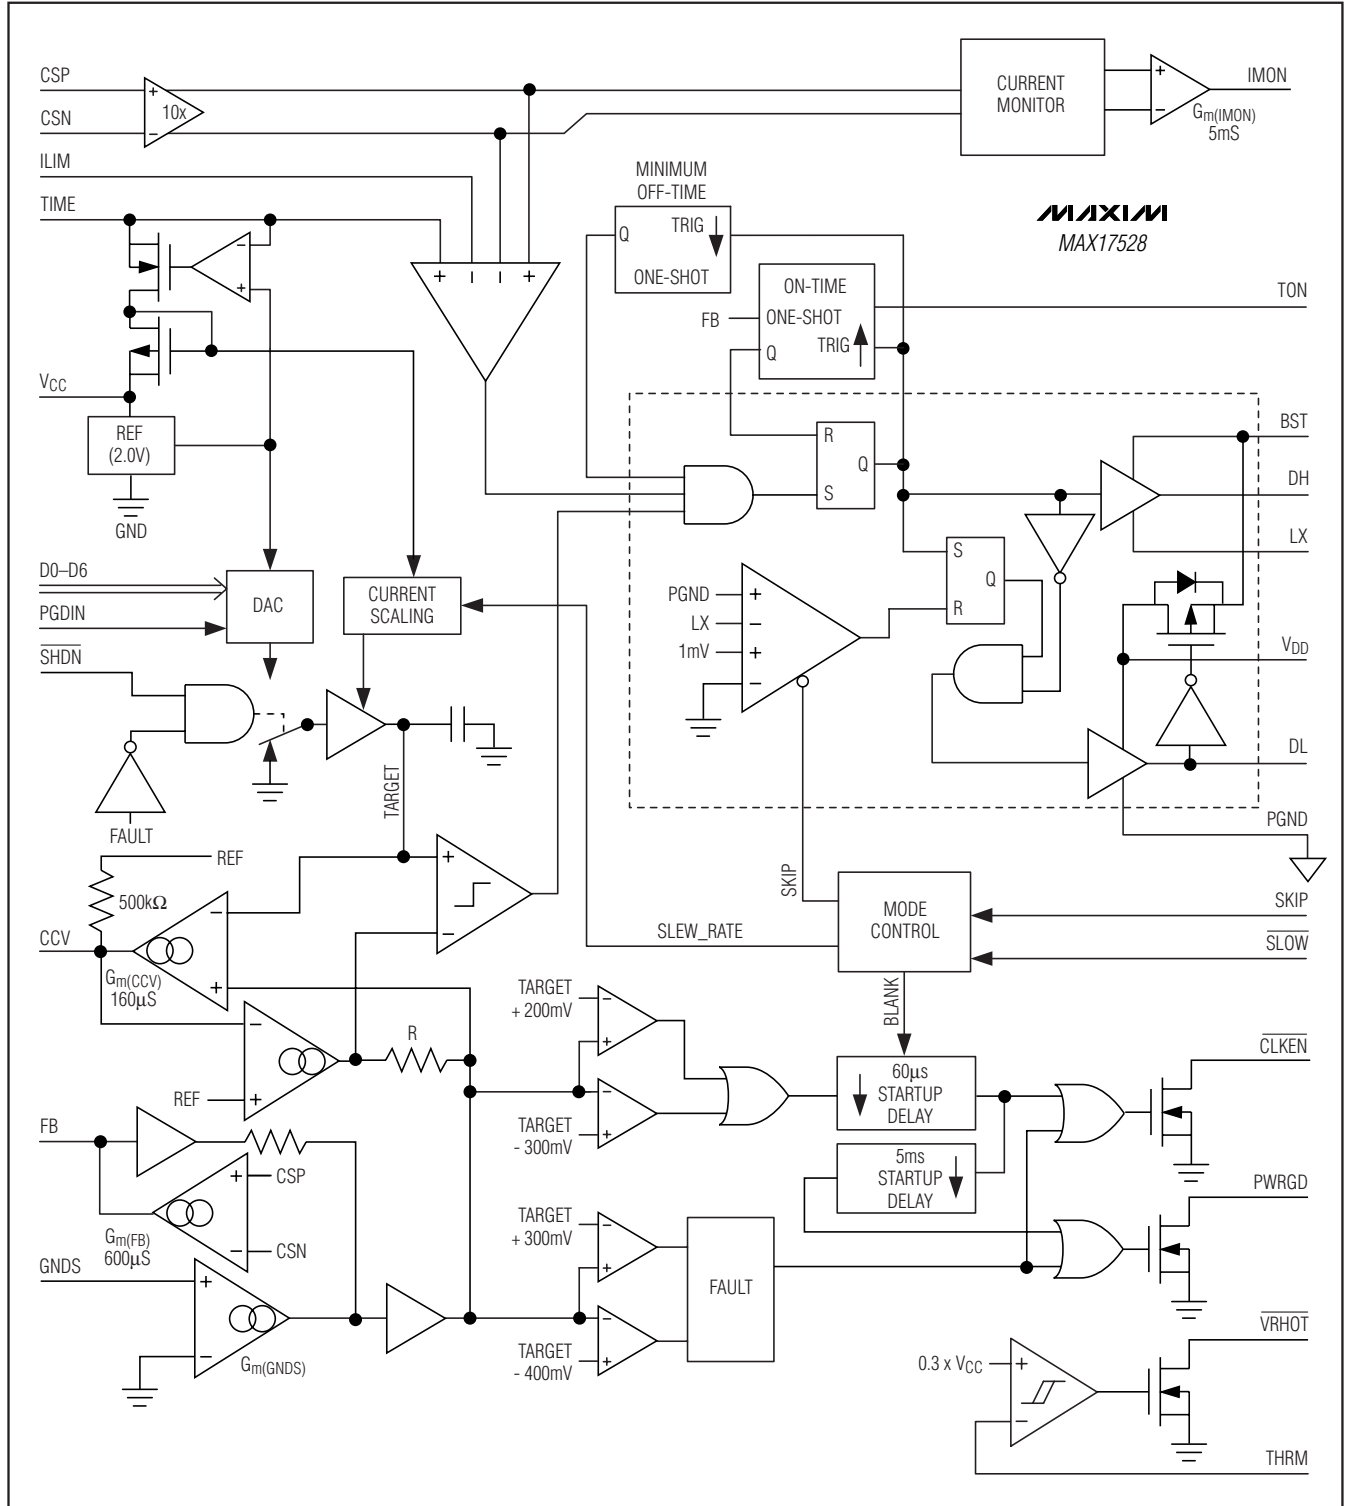 CSP
+
10x
CSN
−
CURRENT
MONITOR
+
−
IMON
Gm(IMON)
5mS
ILIM
TIME
MINIMUM
OFF-TIME
Q
TRIG
ONE-SHOT
MAXIM
MAX17528
−
+
+ − − +
ON-TIME
FB
ONE-SHOT
Q
TRIG
TON
VCC
REF
(2.0V)
GND
R
Q
S
BST
DH
LX
D0–D6
DAC
PGDIN
CURRENT
SCALING
S
Q
R
PGND
+
LX
−
1mV
+
−
VDD
SHDN
DL
FAULT
TARGET
PGND
REF
500kΩ
−
+
−
CCV
Gm(CCV)
160µS
+
SKIP
MODE
CONTROL
SKIP
SLEW_RATE
SLOW
BLANK
−
R
REF
+
TARGET
+ 200mV
−
+
−
TARGET
- 300mV
+
60µs
STARTUP
DELAY
CLKEN
FB
5ms
STARTUP
DELAY
+
CSP
Gm(FB)
600µS
−
CSN
PWRGD
GNDS
+
−
Gm(GNDS)
TARGET
+ 300mV
−
+
FAULT
−
TARGET
- 400mV
+
VRHOT
0.3 x VCC
+
−
THRM